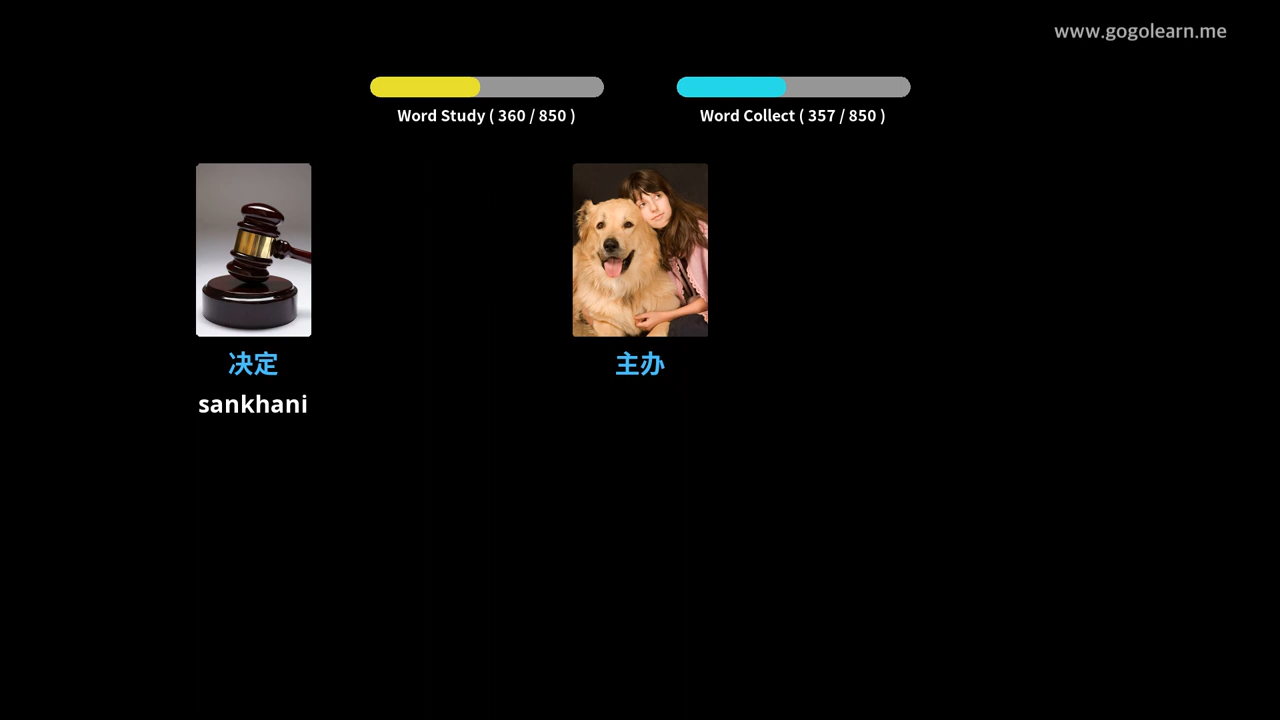 www.gogolearn.me
Word Study ( 360 / 850 )
Word Collect ( 357 / 850 )
决定
主办
sankhani